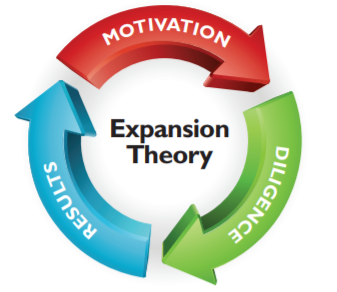 MOTIVATION
Expansion
Theory
DILIGENCE
RESULTS